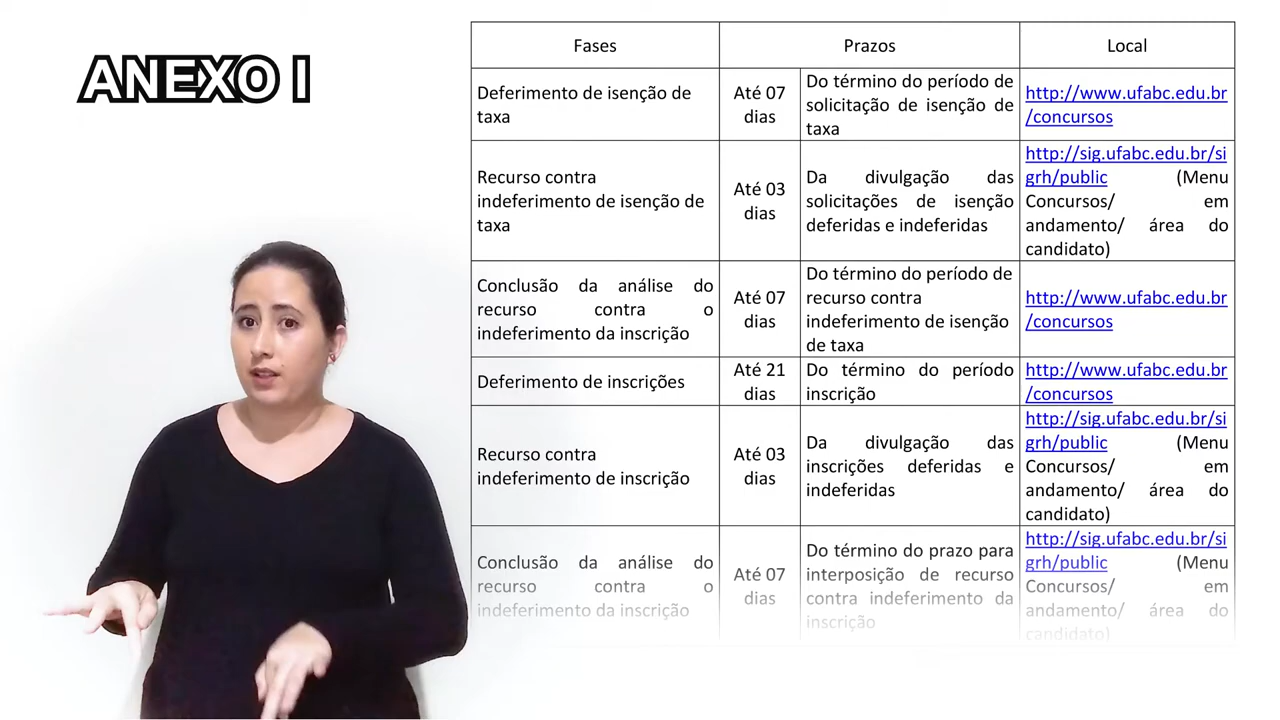 ANEXO I
Fases
Prazos
Local
Deferimento de isenção de
taxa
Até 07
dias
Do término do período de
solicitação de isenção de
taxa
http://www.ufabc.edu.br
/concursos
Recurso contra
indeferimento de isenção de
taxa
Até 03
dias
Da divulgação das
solicitações de isenção
deferidas e indeferidas
http://sig.ufabc.edu.br/si
grh/public (Menu
Concursos/ em
andamento/ área do
candidato)
Conclusão da análise do
recurso contra o
indeferimento da inscrição
Até 07
dias
Do término do período de
recurso contra
indeferimento de isenção
de taxa
http://www.ufabc.edu.br
/concursos
Deferimento de inscrições
Até 21
dias
Do término do período
inscrição
http://www.ufabc.edu.br
/concursos
Recurso contra
indeferimento de inscrição
Até 03
dias
Da divulgação das
inscrições deferidas e
indeferidas
http://sig.ufabc.edu.br/si
grh/public (Menu
Concursos/ em
andamento/ área do
candidato)
Conclusão da análise do
recurso contra o
indeferimento da inscrição
Até 07
dias
Do término do prazo para
interposição de recurso
contra indeferimento da
inscrição
http://sig.ufabc.edu.br/si
grh/public (Menu
Concursos/ em
andamento/ área do
candidato)